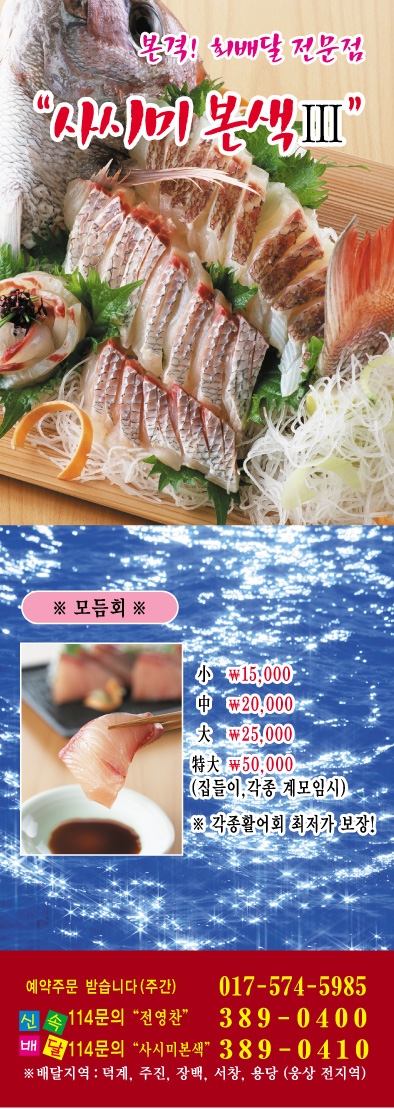 본격! 회배달 전문점
“사시미 본색Ⅲ”
※ 모듬회 ※
小 ₩15,000
中 ₩20,000
大 ₩25,000
特大 ₩50,000
(집들이,각종 계모임시)
※ 각종활어회 최저가 보장!
예약주문 받습니다(주간) 017-574-5985
신속 114문의 “전영찬” 389-0400
배달 114문의 “사시미본색” 389-0410
※배달지역 : 덕계, 주진, 장백, 서창, 용당 (웅상 전지역)